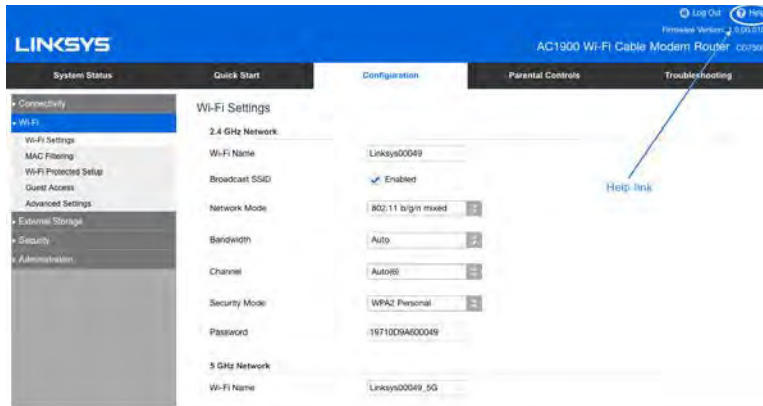 Log Out Help
Firmware Version: 1.0.00.015
LINKSYS
AC1900 Wi-Fi Cable Modem Router
System Status Quick Start Configuration Parental Controls Troubleshooting
Connectivity
Wi-Fi
Wi-Fi Settings
MAC Filtering
Wi-Fi Protected Setup
Guest Access
Advanced Settings
External Storage
Security
Administration
Wi-Fi Settings
2.4 GHz Network
Wi-Fi Name Linksys00049
Broadcast SSID Enabled
Network Mode 802.11 b/g/n mixed
Bandwidth Auto
Channel Auto(6)
Security Mode WPA2 Personal
Password 19710D9A600049
5 GHz Network
Wi-Fi Name Linksys00049_5G
Help link